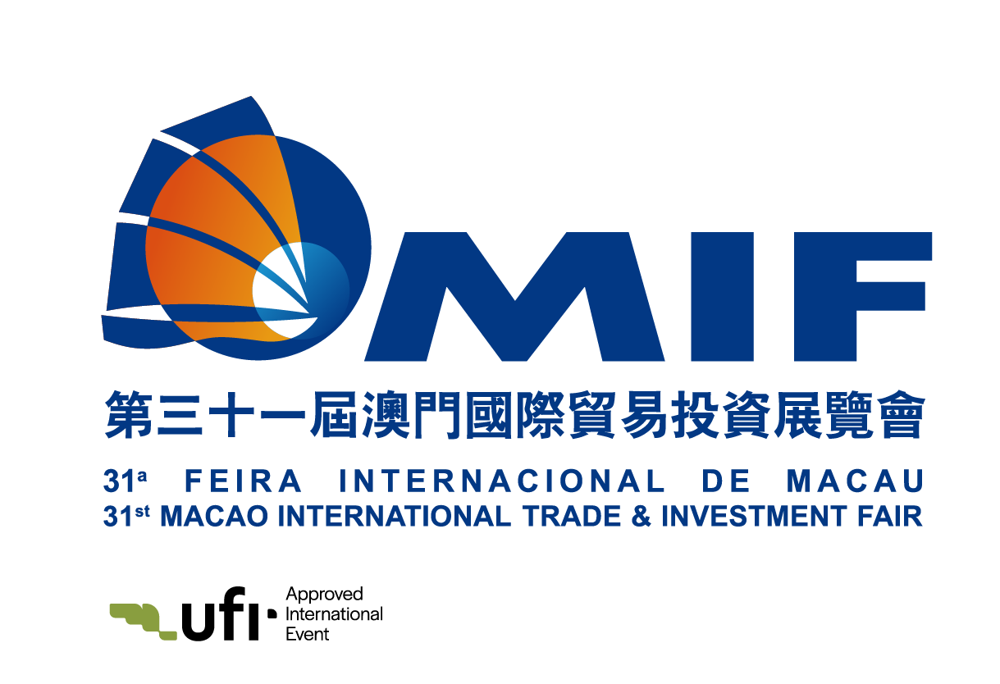 MIF
第三十一屆澳門國際貿易投資展覽會
31ª FEIRA INTERNACIONAL DE MACAU
31st MACAO INTERNATIONAL TRADE & INVESTMENT FAIR
ufi
Approved
International
Event